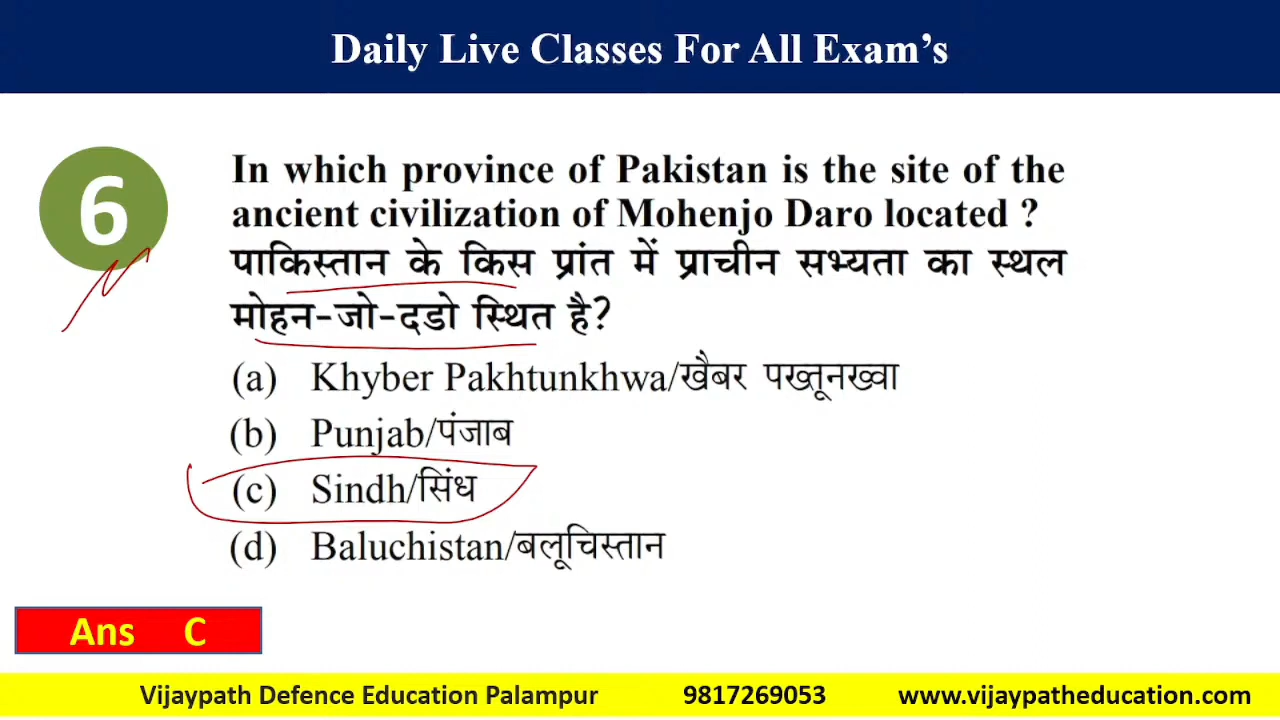 Daily Live Classes For All Exam’s
6
In which province of Pakistan is the site of the
ancient civilization of Mohenjo Daro located ?
पाकिस्तान के किस प्रांत में प्राचीन सभ्यता का स्थल
मोहन-जो-दडो स्थित है?
(a) Khyber Pakhtunkhwa/खैबर पख्तूनख्वा
(b) Punjab/पंजाब
(c) Sindh/सिंध
(d) Baluchistan/बलूचिस्तान
Ans C
Vijaypath Defence Education Palampur 9817269053 www.vijaypatheducation.com